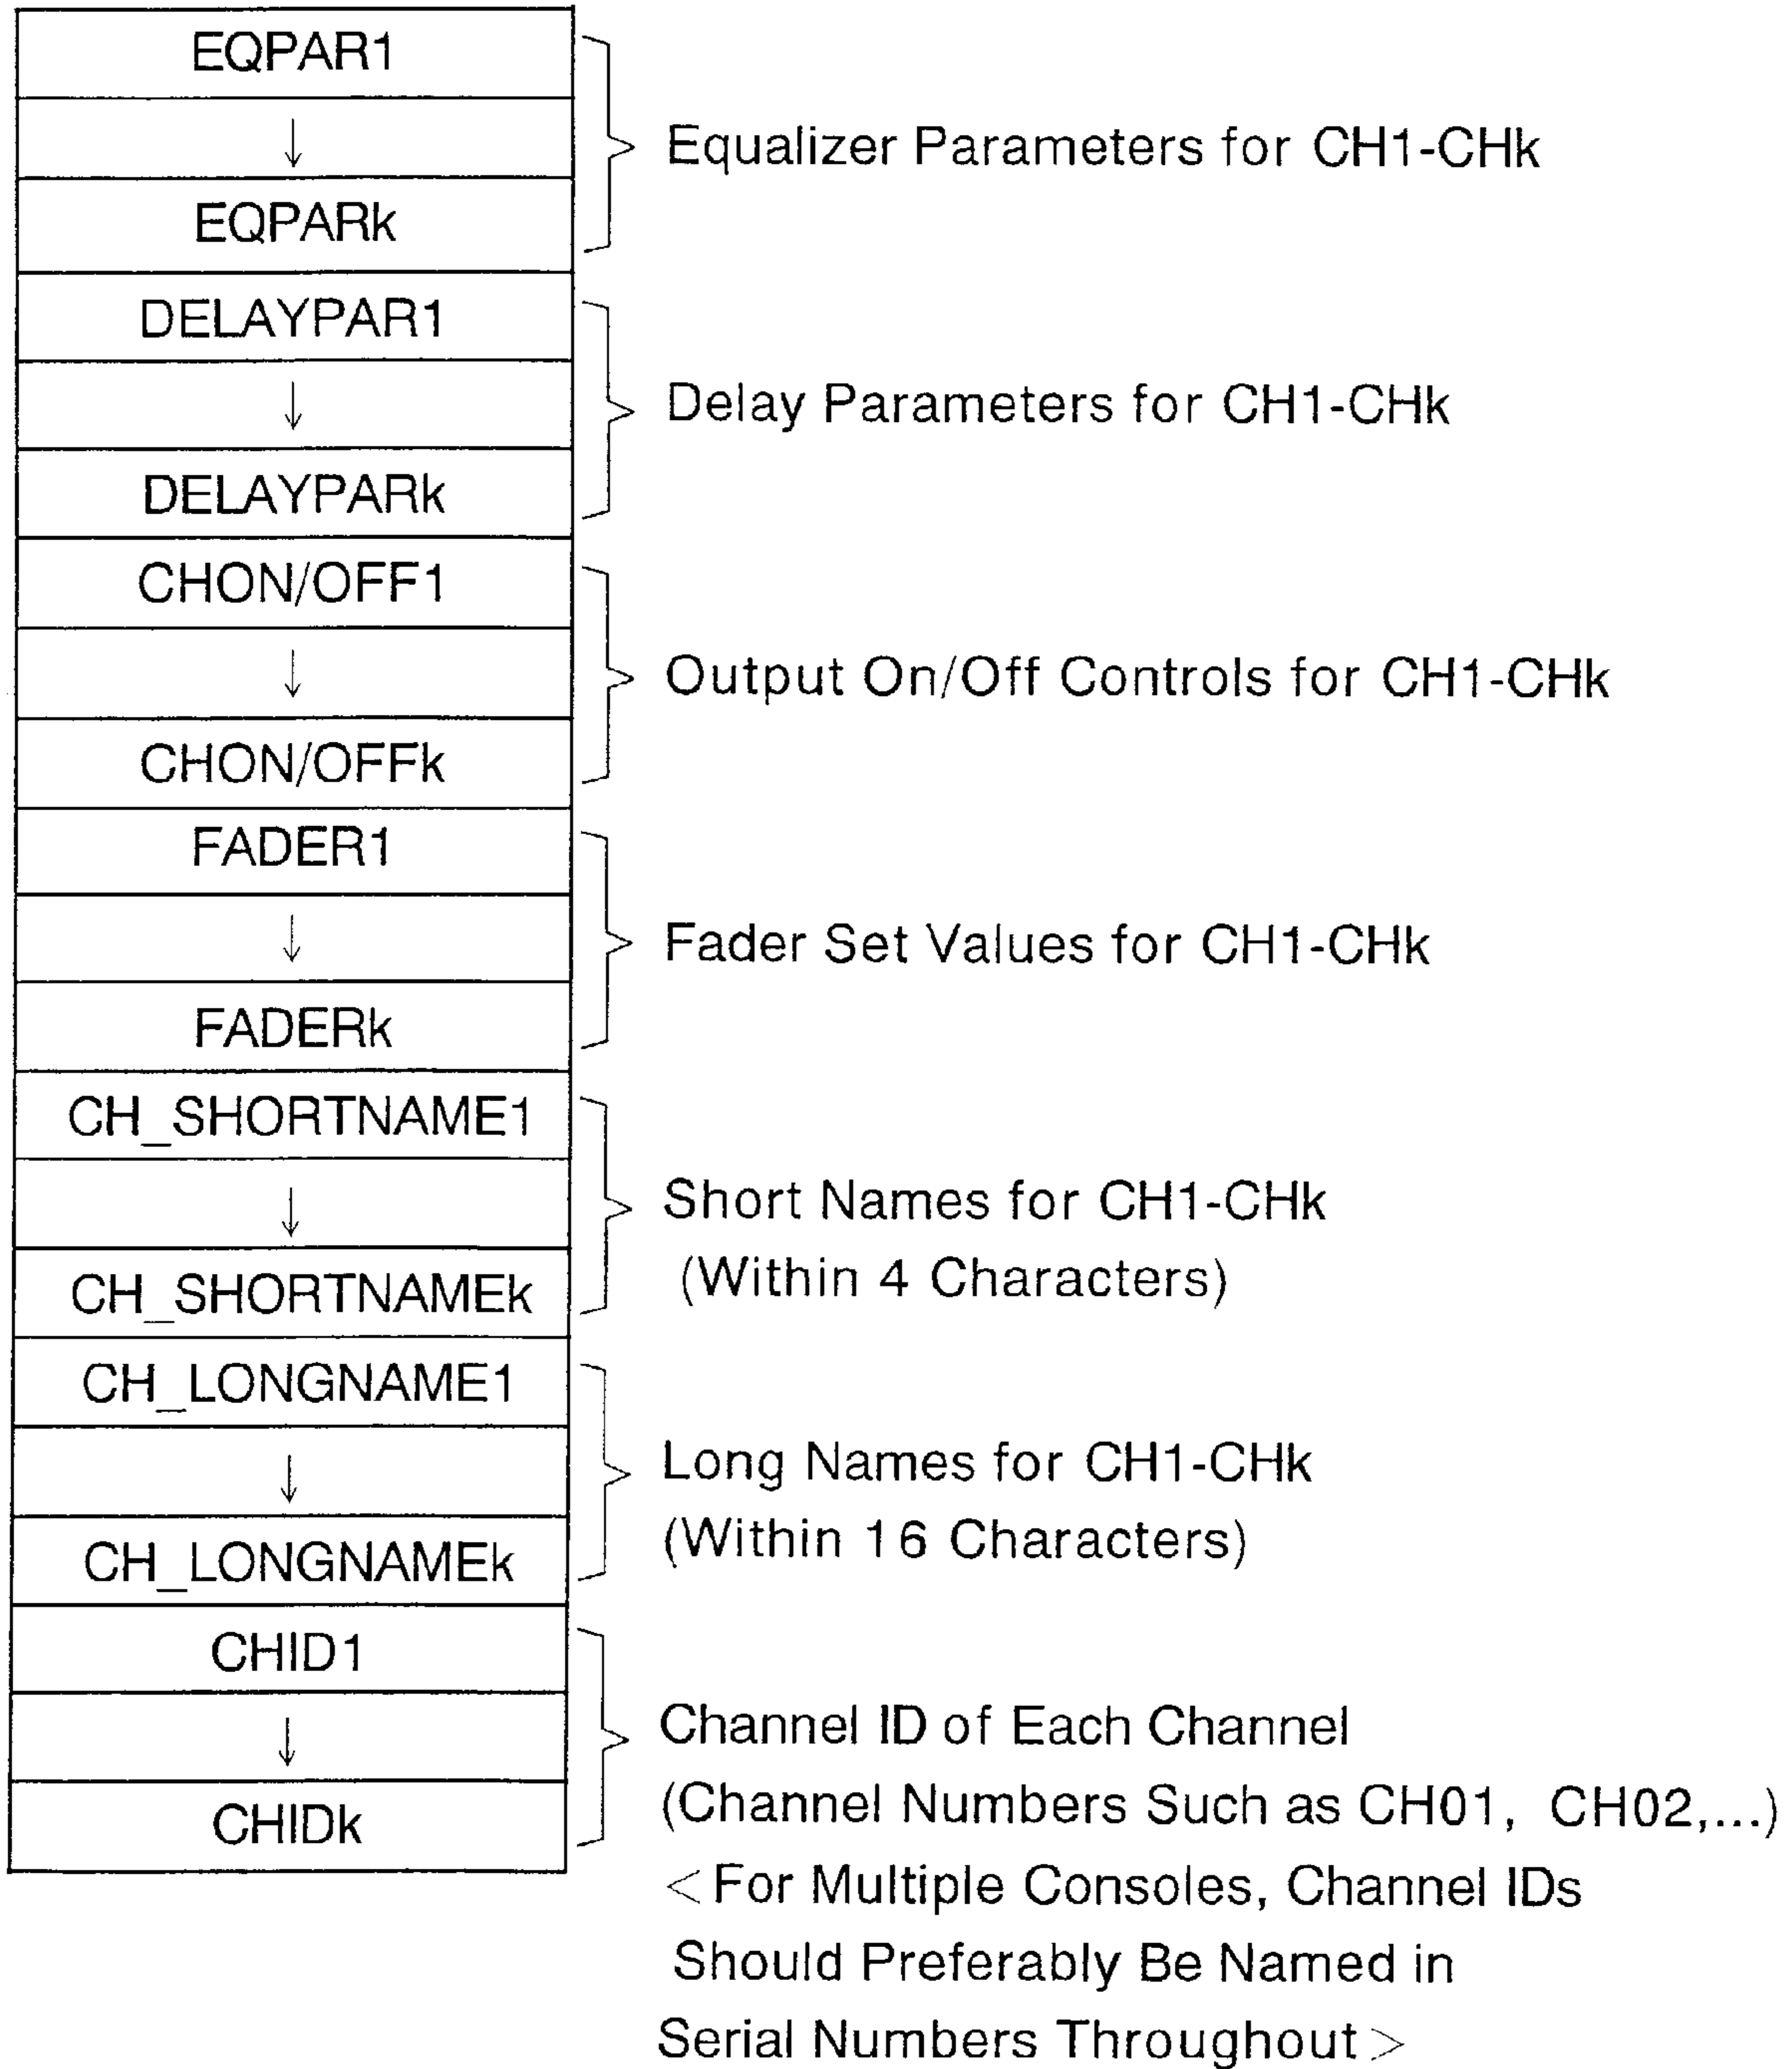 EQPAR1
↓
EQPARk
Equalizer Parameters for CH1-CHk
DELAYPAR1
↓
DELAYPARk
Delay Parameters for CH1-CHk
CHON/OFF1
↓
CHON/OFFk
Output On/Off Controls for CH1-CHk
FADER1
↓
FADERk
Fader Set Values for CH1-CHk
CH_SHORTNAME1
↓
CH_SHORTNAMEk
Short Names for CH1-CHk
(Within 4 Characters)
CH_LONGNAME1
↓
CH_LONGNAMEk
Long Names for CH1-CHk
(Within 16 Characters)
CHID1
↓
CHIDk
Channel ID of Each Channel
(Channel Numbers Such as CH01, CH02,...)
<For Multiple Consoles, Channel IDs
Should Preferably Be Named in
Serial Numbers Throughout>